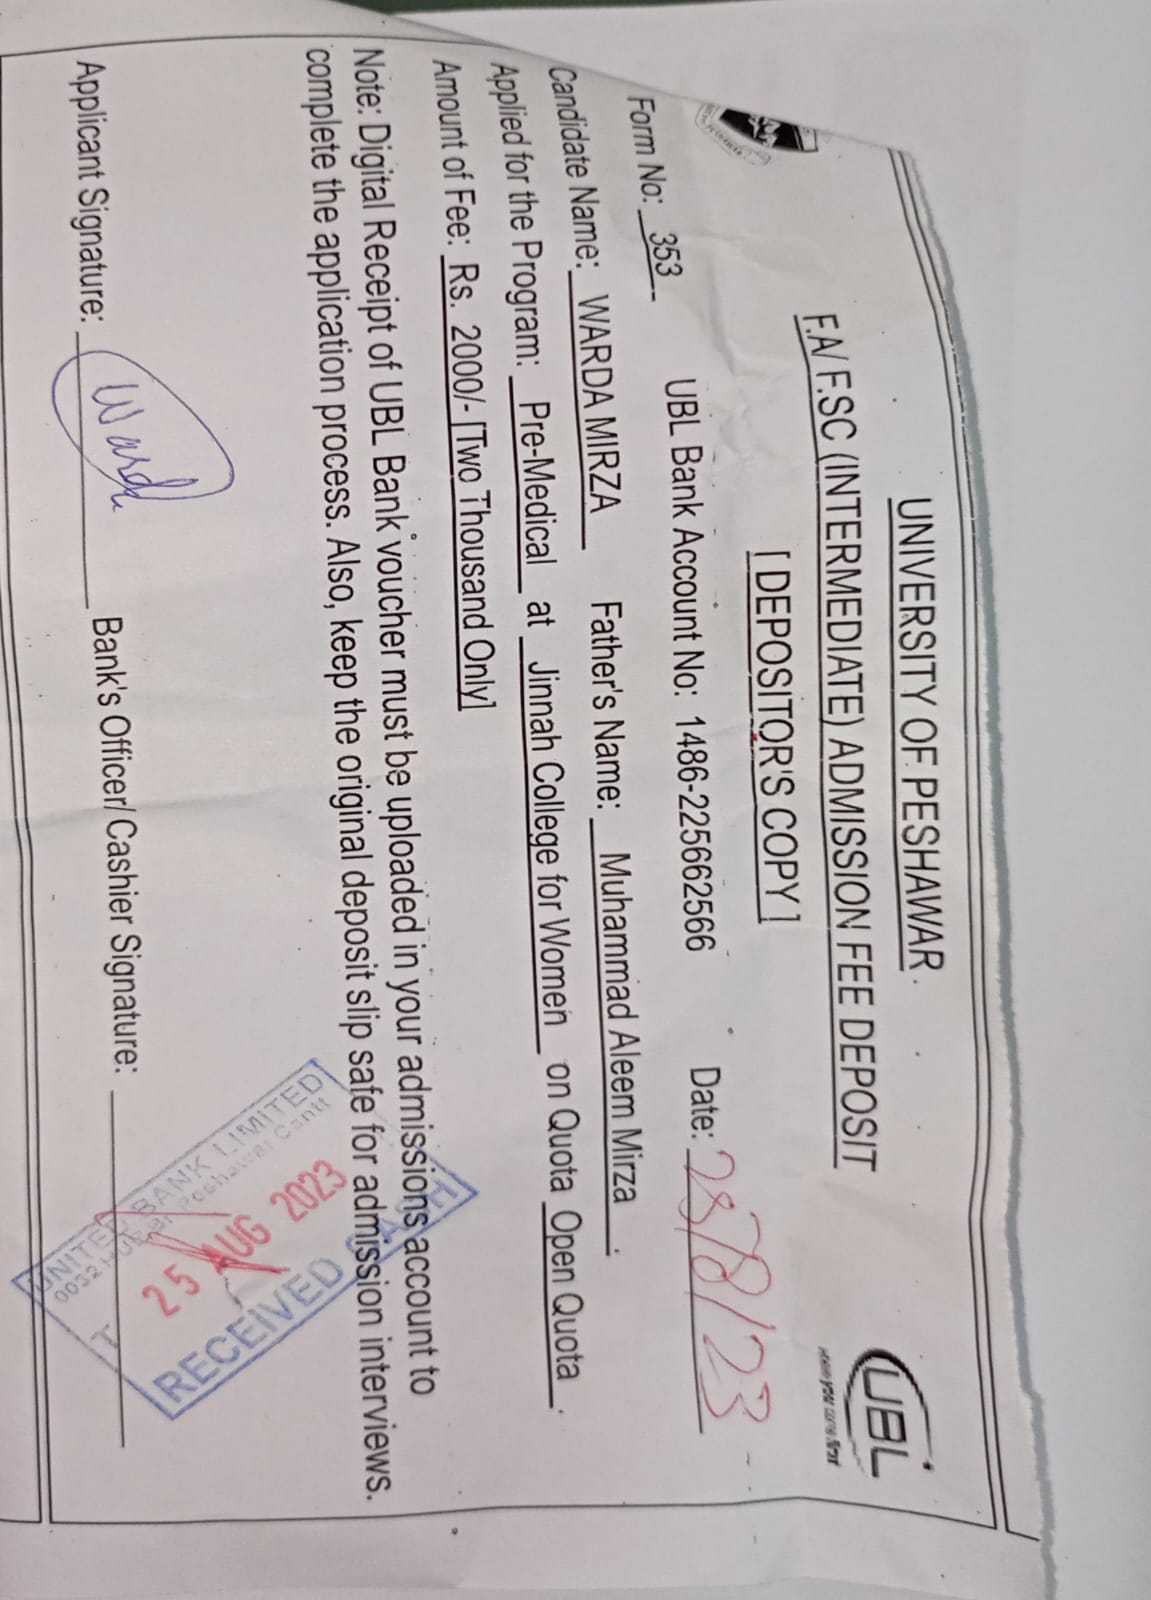 UNIVERSITY OF PESHAWAR
F.A/ F.SC (INTERMEDIATE) ADMISSION FEE DEPOSIT
[ DEPOSITOR'S COPY ]
UBL
Form No: 353 UBL Bank Account No: 1486-225662566 Date: 25/8/23
Candidate Name: WARDA MIRZA Father's Name: Muhammad Aleem Mirza .
Applied for the Program: Pre-Medical at Jinnah College for Women on Quota Open Quota .
Amount of Fee: Rs. 2000/- [Two Thousand Only]
Note: Digital Receipt of UBL Bank voucher must be uploaded in your admissions account to
complete the application process. Also, keep the original deposit slip safe for admission interviews.
Applicant Signature: Warda Bank's Officer/ Cashier Signature:
UNITED BANK LIMITED
0032 Peshawar Cantt
25 AUG 2023
RECEIVED CASH